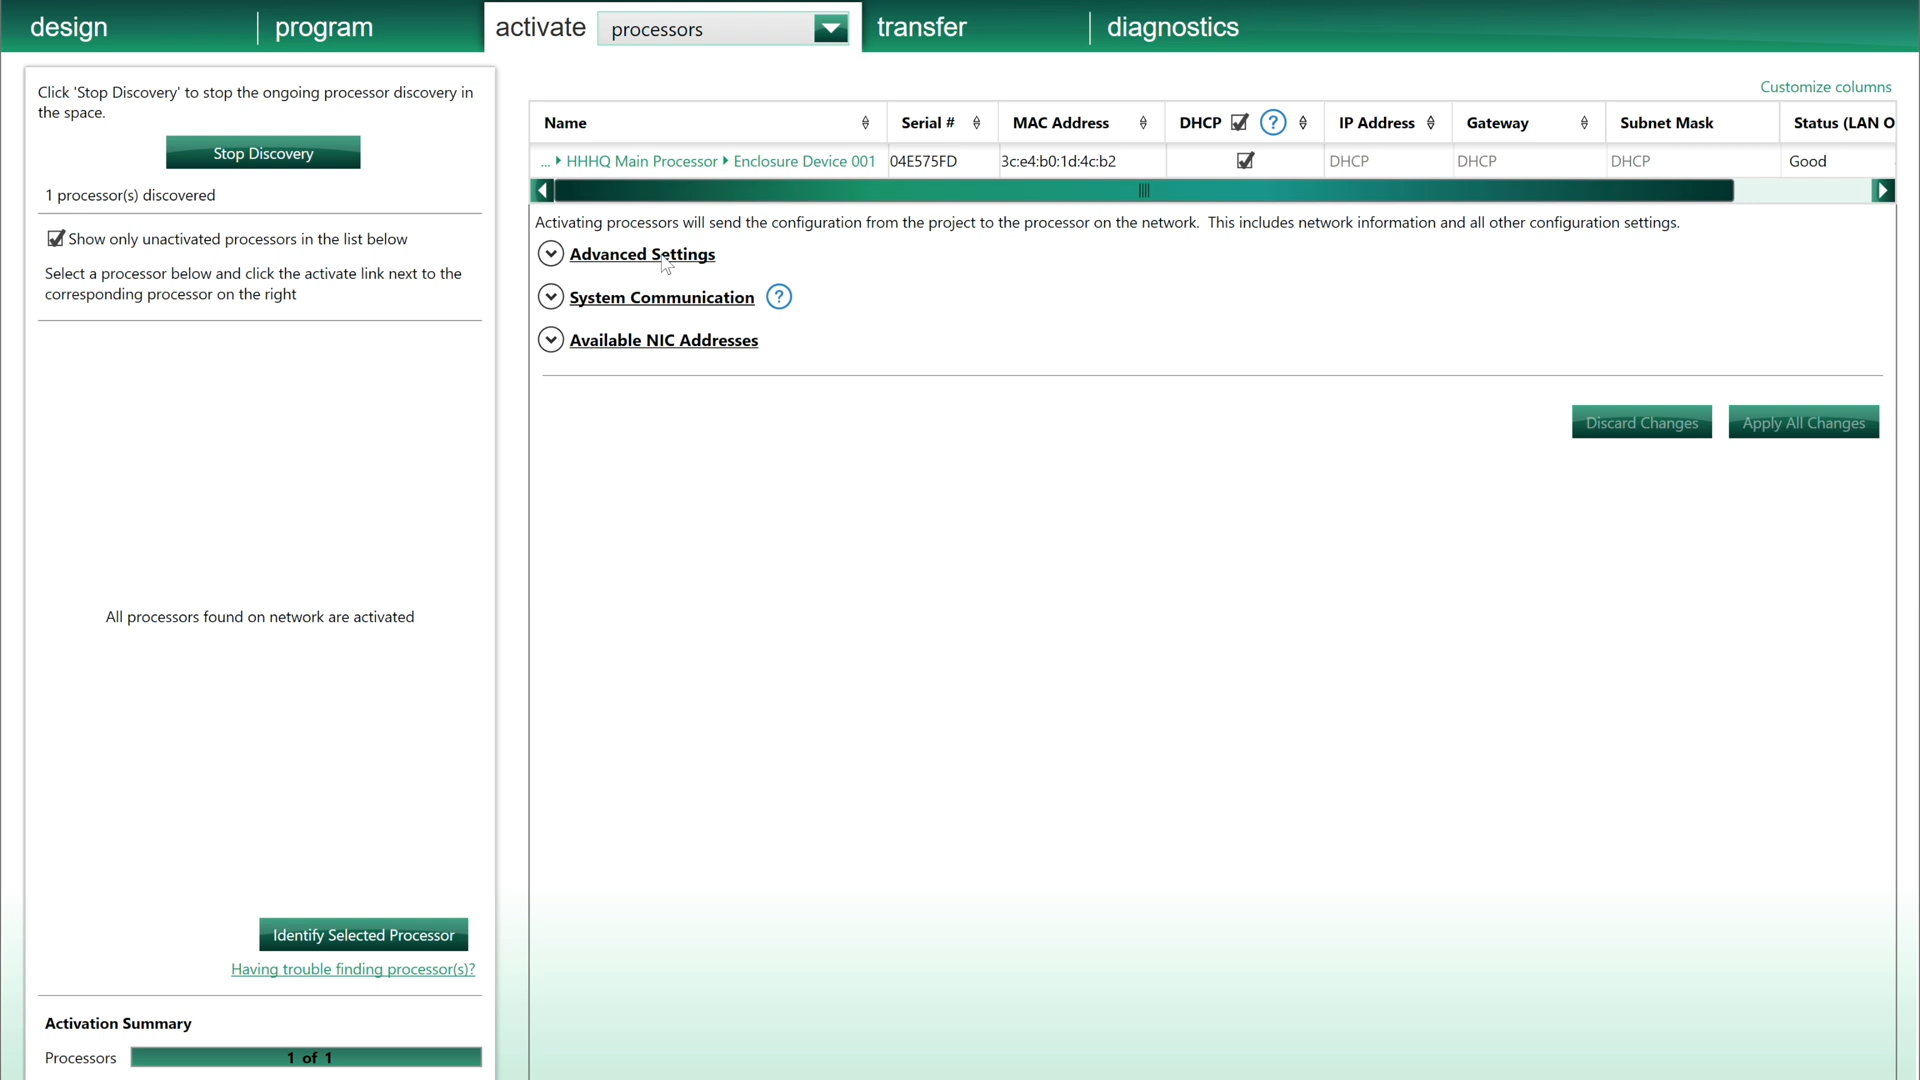 design
program
activate
processors
transfer
diagnostics
Click 'Stop Discovery' to stop the ongoing processor discovery in
the space.
Stop Discovery
1 processor(s) discovered
Show only unactivated processors in the list below
Select a processor below and click the activate link next to the
corresponding processor on the right
All processors found on network are activated
Identify Selected Processor
Having trouble finding processor(s)?
Activation Summary
Processors 1 of 1
Customize columns
Name Serial # MAC Address DHCP ? IP Address Gateway Subnet Mask Status (LAN O
... HHHQ Main Processor Enclosure Device 001 04E575FD 3c:e4:b0:1d:4c:b2 DHCP DHCP DHCP Good
Activating processors will send the configuration from the project to the processor on the network. This includes network information and all other configuration settings.
Advanced Settings
System Communication ?
Available NIC Addresses
Discard Changes Apply All Changes